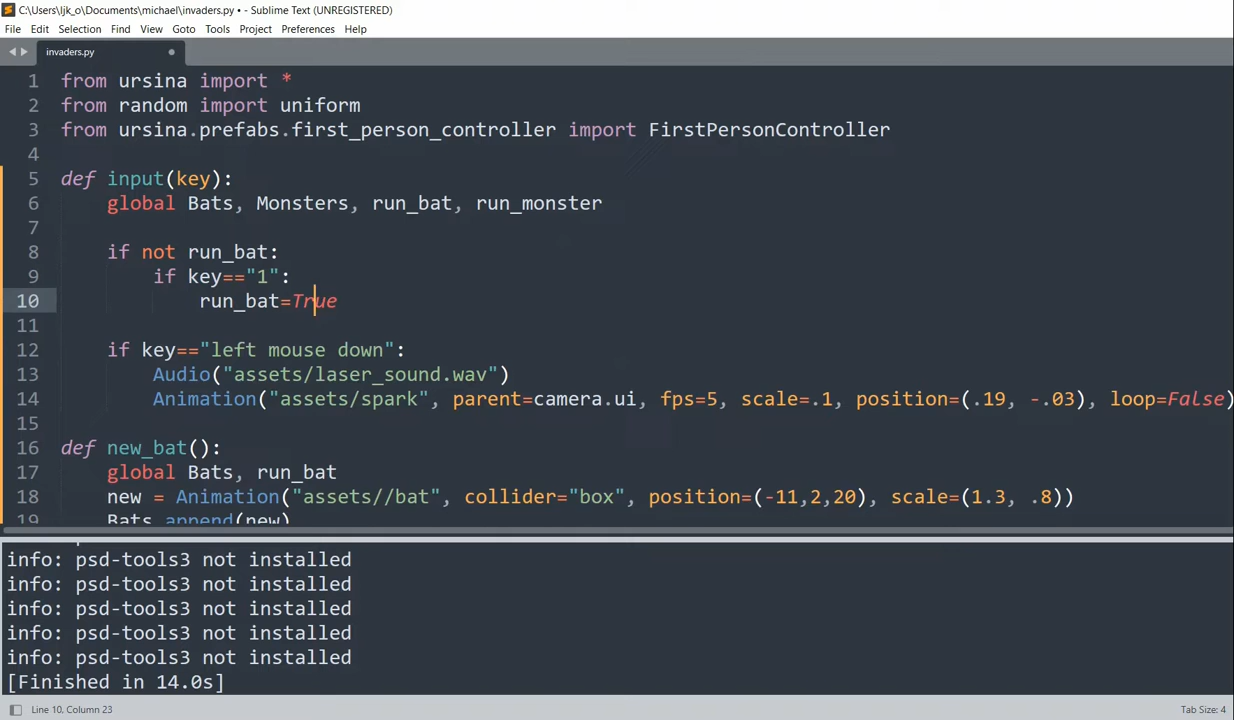 C:\Users\ljk_o\Documents\michael\invaders.py • - Sublime Text (UNREGISTERED)
File Edit Selection Find View Goto Tools Project Preferences Help
invaders.py
1 from ursina import *
2 from random import uniform
3 from ursina.prefabs.first_person_controller import FirstPersonController
4
5 def input(key):
6 global Bats, Monsters, run_bat, run_monster
7
8 if not run_bat:
9 if key=="1":
10 run_bat=True
11
12 if key=="left mouse down":
13 Audio("assets/laser_sound.wav")
14 Animation("assets/spark", parent=camera.ui, fps=5, scale=.1, position=(.19, -.03), loop=False)
15
16 def new_bat():
17 global Bats, run_bat
18 new = Animation("assets//bat", collider="box", position=(-11,2,20), scale=(1.3, .8))
19 Bats.append(new)
info: psd-tools3 not installed
info: psd-tools3 not installed
info: psd-tools3 not installed
info: psd-tools3 not installed
info: psd-tools3 not installed
[Finished in 14.0s]
Line 10, Column 23
Tab Size: 4